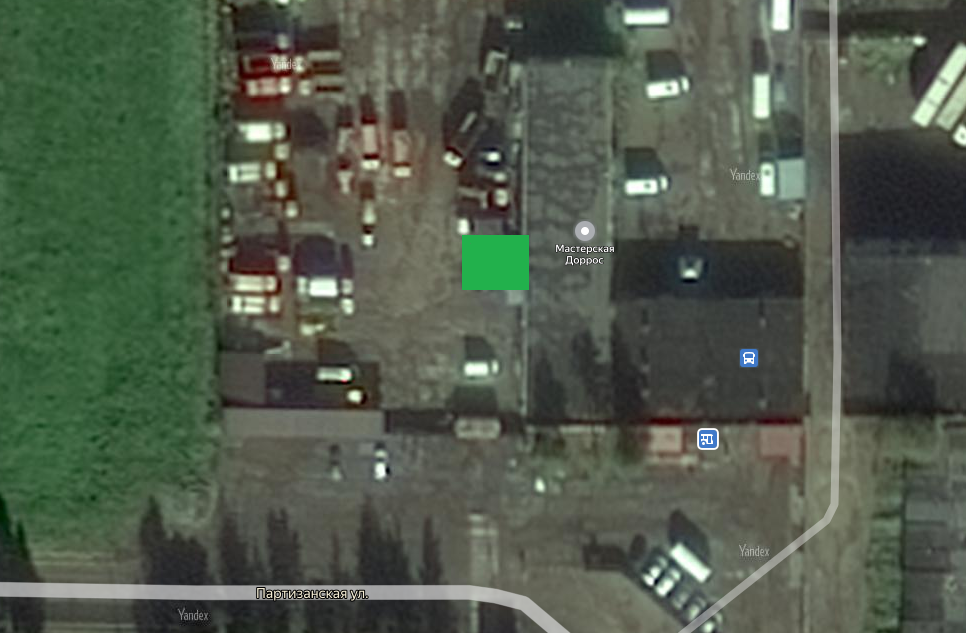 Yandex
Yandex
Мастерская
Доррос
Yandex
Партизанская ул.
Yandex